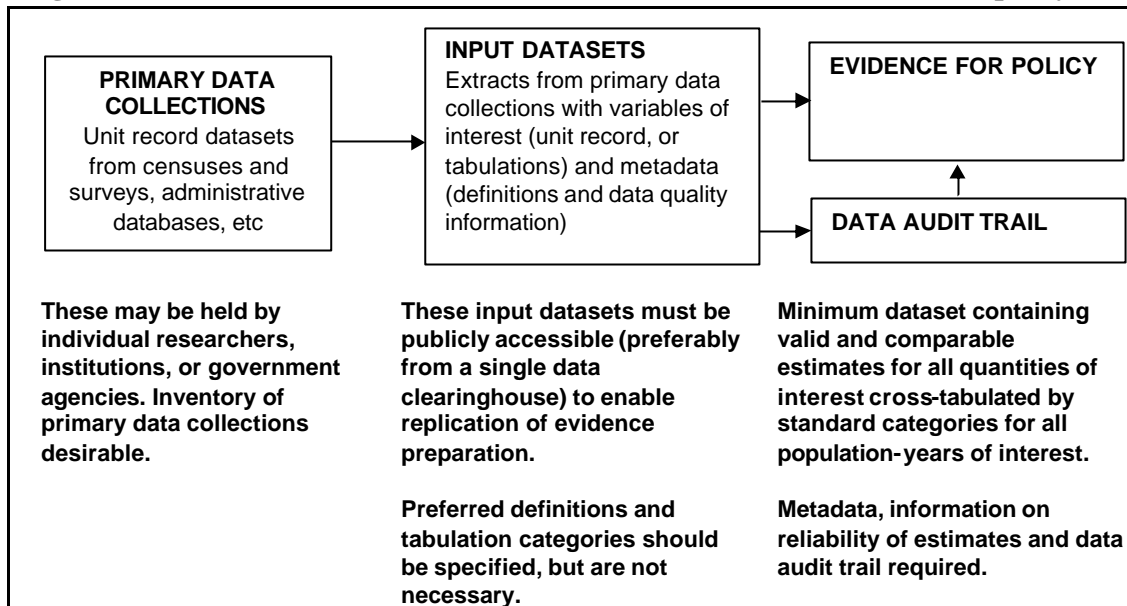 PRIMARY DATA
COLLECTIONS
Unit record datasets
from censuses and
surveys, administrative
databases, etc
INPUT DATASETS
Extracts from primary data
collections with variables of
interest (unit record, or
tabulations) and metadata
(definitions and data quality
information)
EVIDENCE FOR POLICY
DATA AUDIT TRAIL
These may be held by
individual researchers,
institutions, or government
agencies. Inventory of
primary data collections
desirable.
These input datasets must be
publicly accessible (preferably
from a single data
clearinghouse) to enable
replication of evidence
preparation.
Preferred definitions and
tabulation categories should
be specified, but are not
necessary.
Minimum dataset containing
valid and comparable
estimates for all quantities of
interest cross-tabulated by
standard categories for all
population-years of interest.
Metadata, information on
reliability of estimates and data
audit trail required.